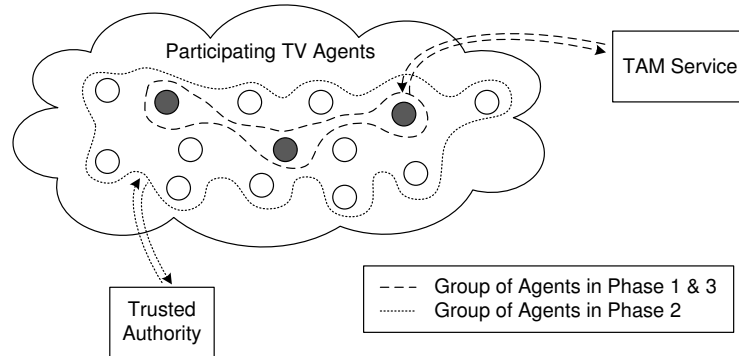 Participating TV Agents
TAM Service
Trusted
Authority
Group of Agents in Phase 1 & 3
Group of Agents in Phase 2